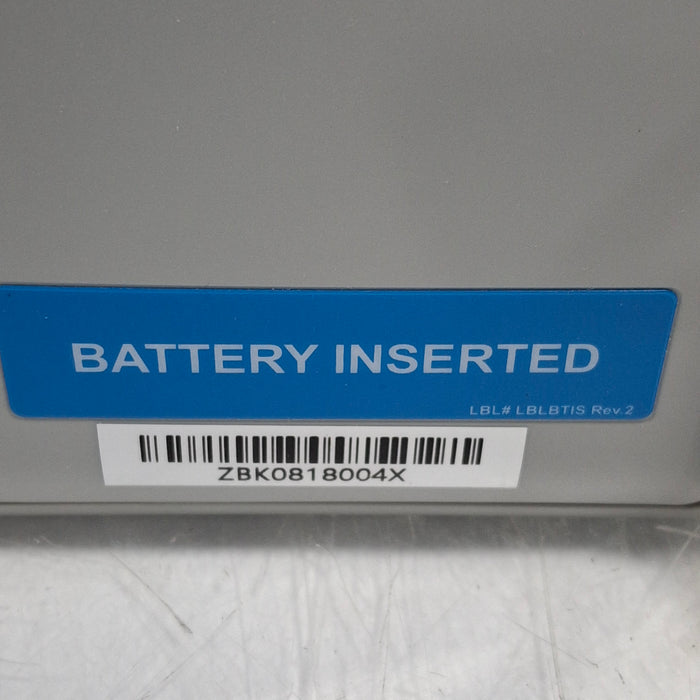 BATTERY INSERTED
LBL# LBLBTIS Rev.2
ZBK0818004X